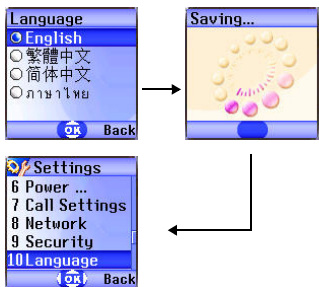 Language
English
繁體中文
简体中文
ภาษาไทย
OK Back
Saving...
Settings
6 Power ...
7 Call Settings
8 Network
9 Security
10 Language
OK Back